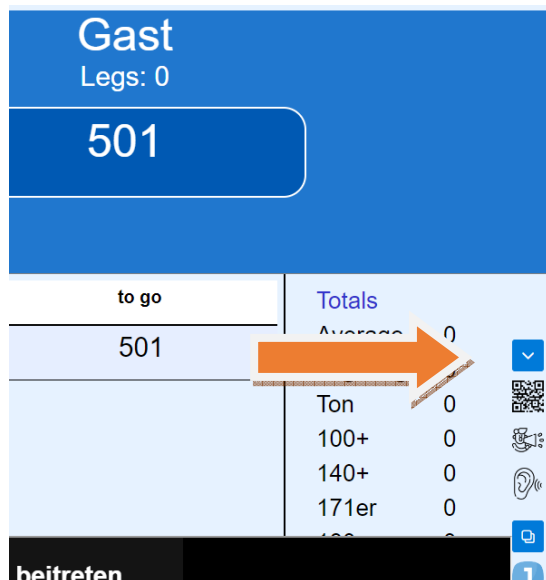 Gast
Legs: 0
501
to go
Totals
Average 0
501
Ton 0
100+ 0
140+ 0
171er 0
beitreten